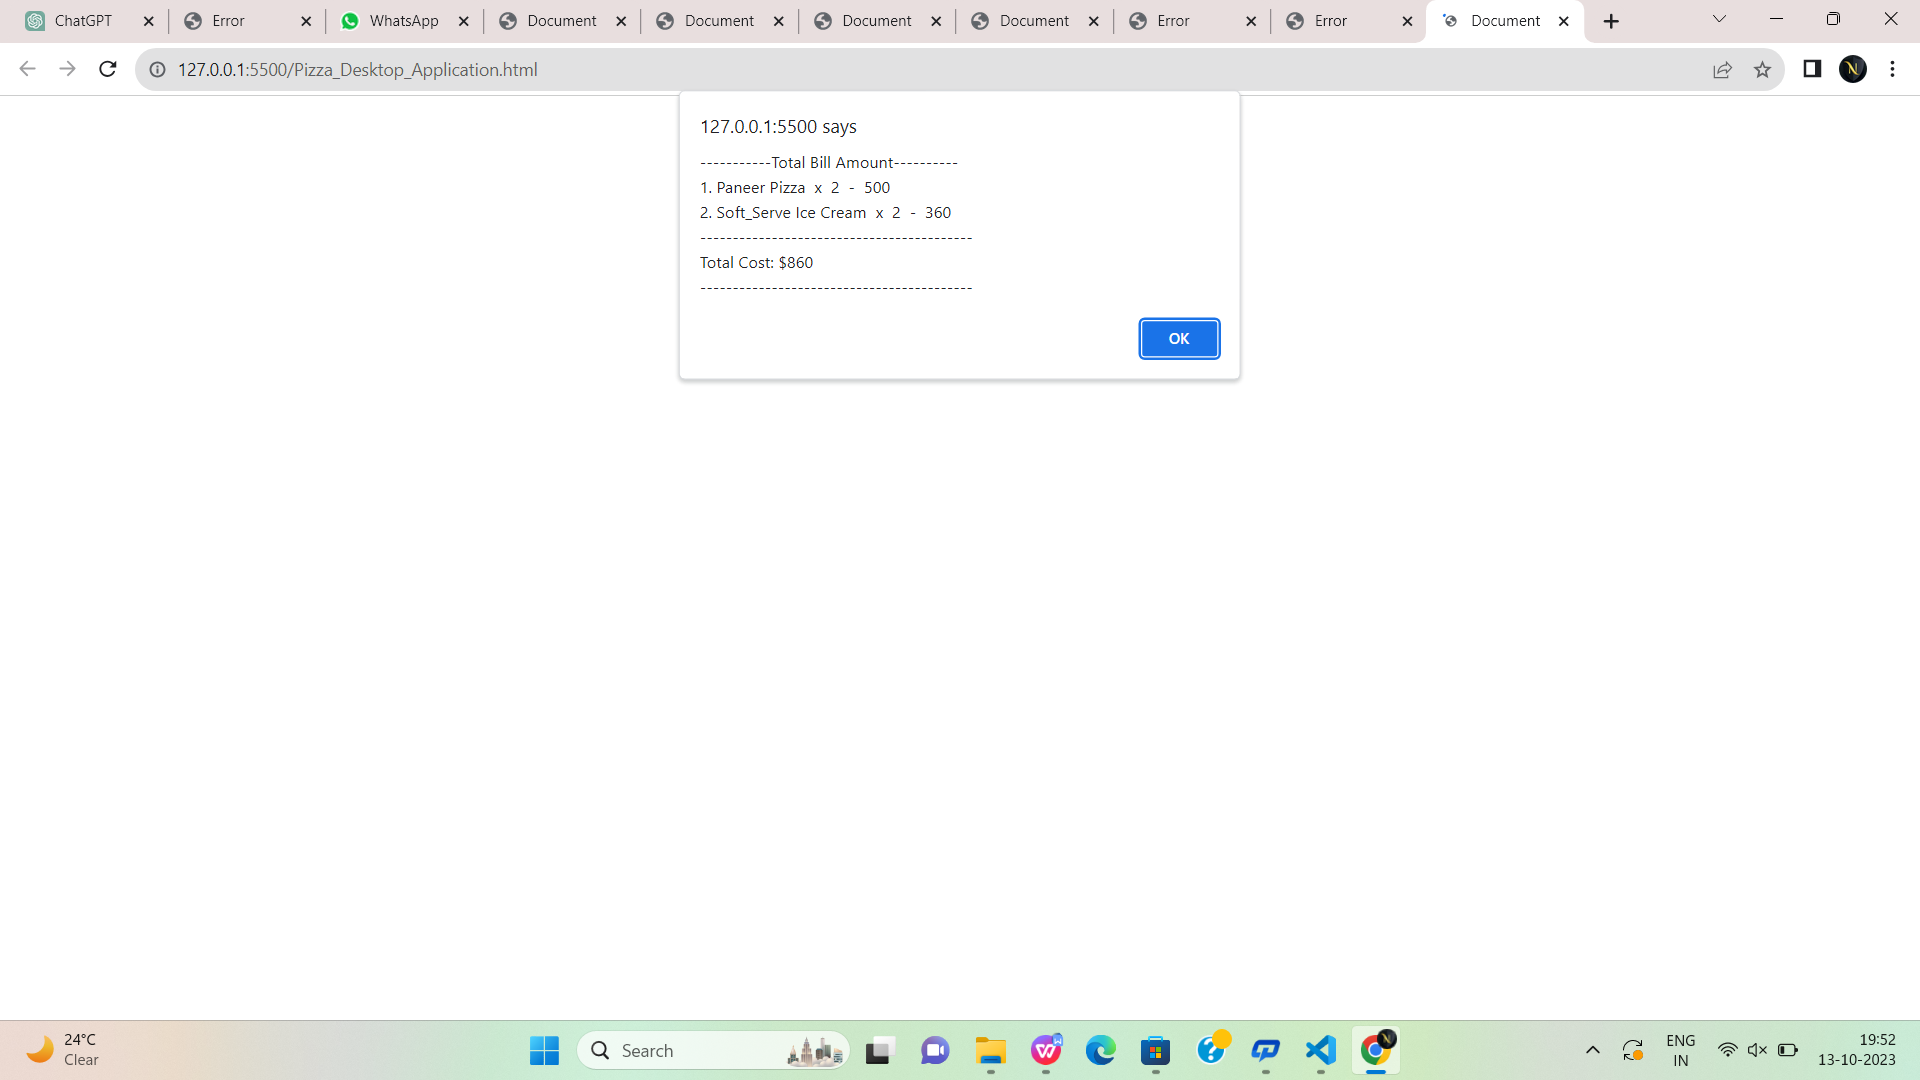 ChatGPT
Error
WhatsApp
Document
Document
Document
Document
Error
Error
Document
127.0.0.1:5500/Pizza_Desktop_Application.html
127.0.0.1:5500 says
-----------Total Bill Amount----------
1. Paneer Pizza  x  2  -  500
2. Soft_Serve Ice Cream  x  2  -  360
------------------------------------------
Total Cost: $860
------------------------------------------
OK
24°C
Clear
Search
ENG
IN
19:52
13-10-2023